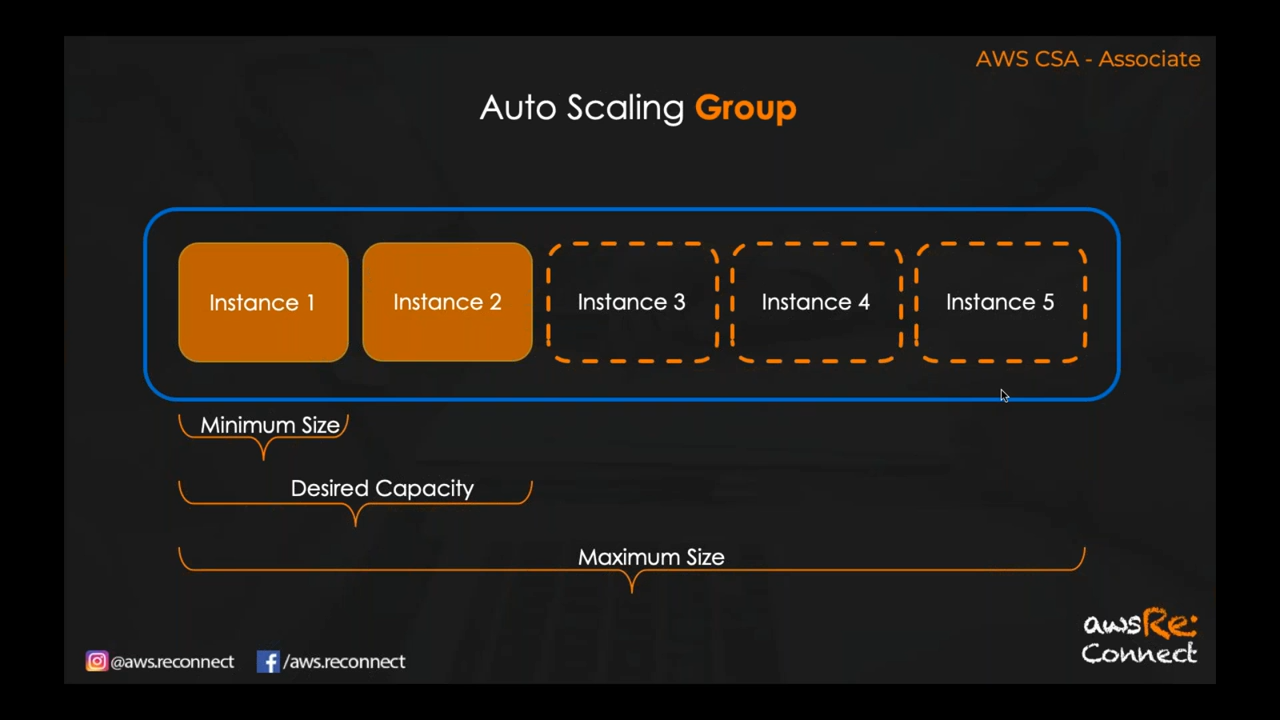 AWS CSA - Associate
Auto Scaling Group
Instance 1
Instance 2
Instance 3
Instance 4
Instance 5
Minimum Size
Desired Capacity
Maximum Size
awsRe:
Connect
@aws.reconnect
/aws.reconnect